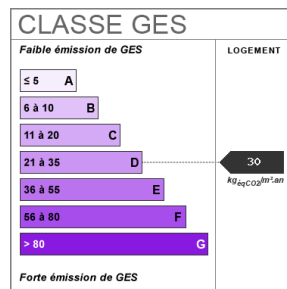 CLASSE GES
Faible émission de GES
LOGEMENT
≤ 5 A
6 à 10 B
11 à 20 C
21 à 35 D
30
kgéqCO2/m².an
36 à 55 E
56 à 80 F
> 80 G
Forte émission de GES